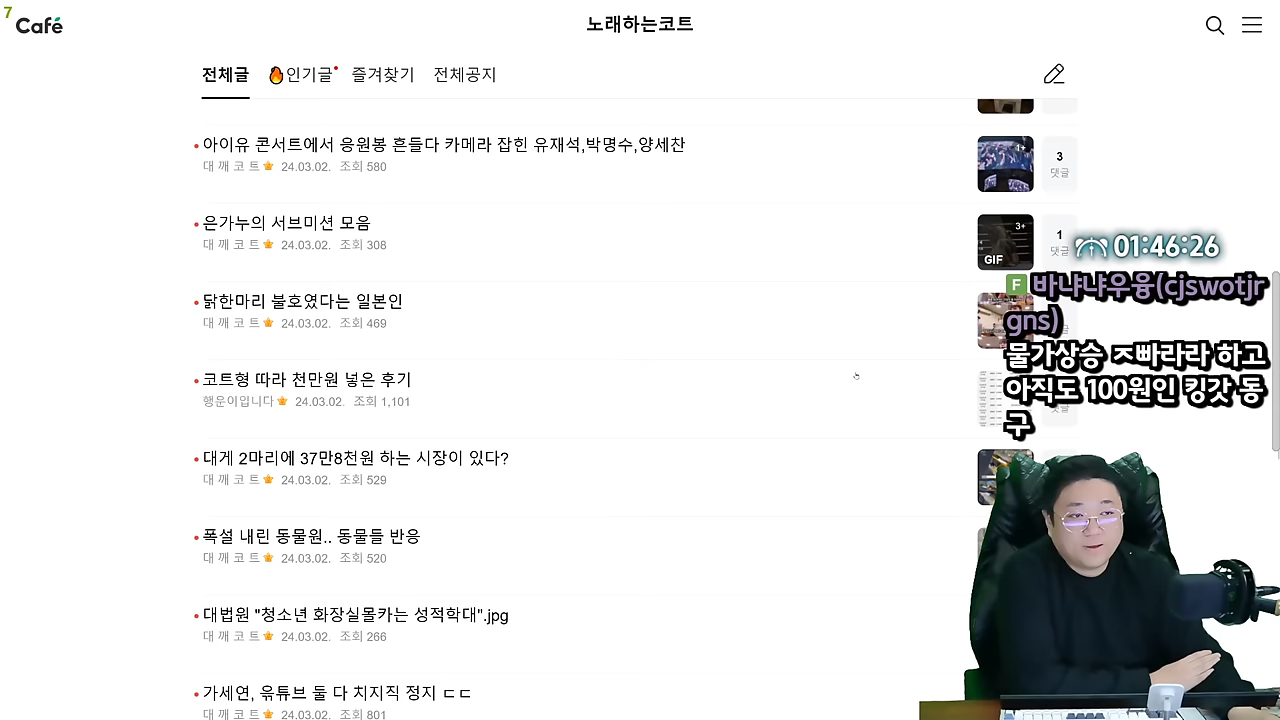 7
Café
노래하는코트
전체글
🔥인기글
즐겨찾기
전체공지
아이유 콘서트에서 응원봉 흔들다 카메라 잡힌 유재석,박명수,양세찬
대 깨 코 트 24.03.02. 조회 580
1+
3
댓글
은가누의 서브미션 모음
대 깨 코 트 24.03.02. 조회 308
3+
GIF
1
댓글
01:46:26
닭한마리 불호였다는 일본인
대 깨 코 트 24.03.02. 조회 469
F 바냐냐우융(cjswotjr
gns)
물가상승 ㅈ빠라라 하고
아직도 100원인 킹갓 동
구
코트형 따라 천만원 넣은 후기
조회 1,101
댓글
대게 2마리에 37만8천원 하는 시장이 있다?
대 깨 코 트 24.03.02. 조회 529
폭설 내린 동물원.. 동물들 반응
대 깨 코 트 24.03.02. 조회 520
대법원 "청소년 화장실몰카는 성적학대".jpg
대 깨 코 트 24.03.02. 조회 266
가세연, 유튜브 둘 다 치지직 정지 ㄷㄷ
대 깨 코 트 24.03.02. 조회